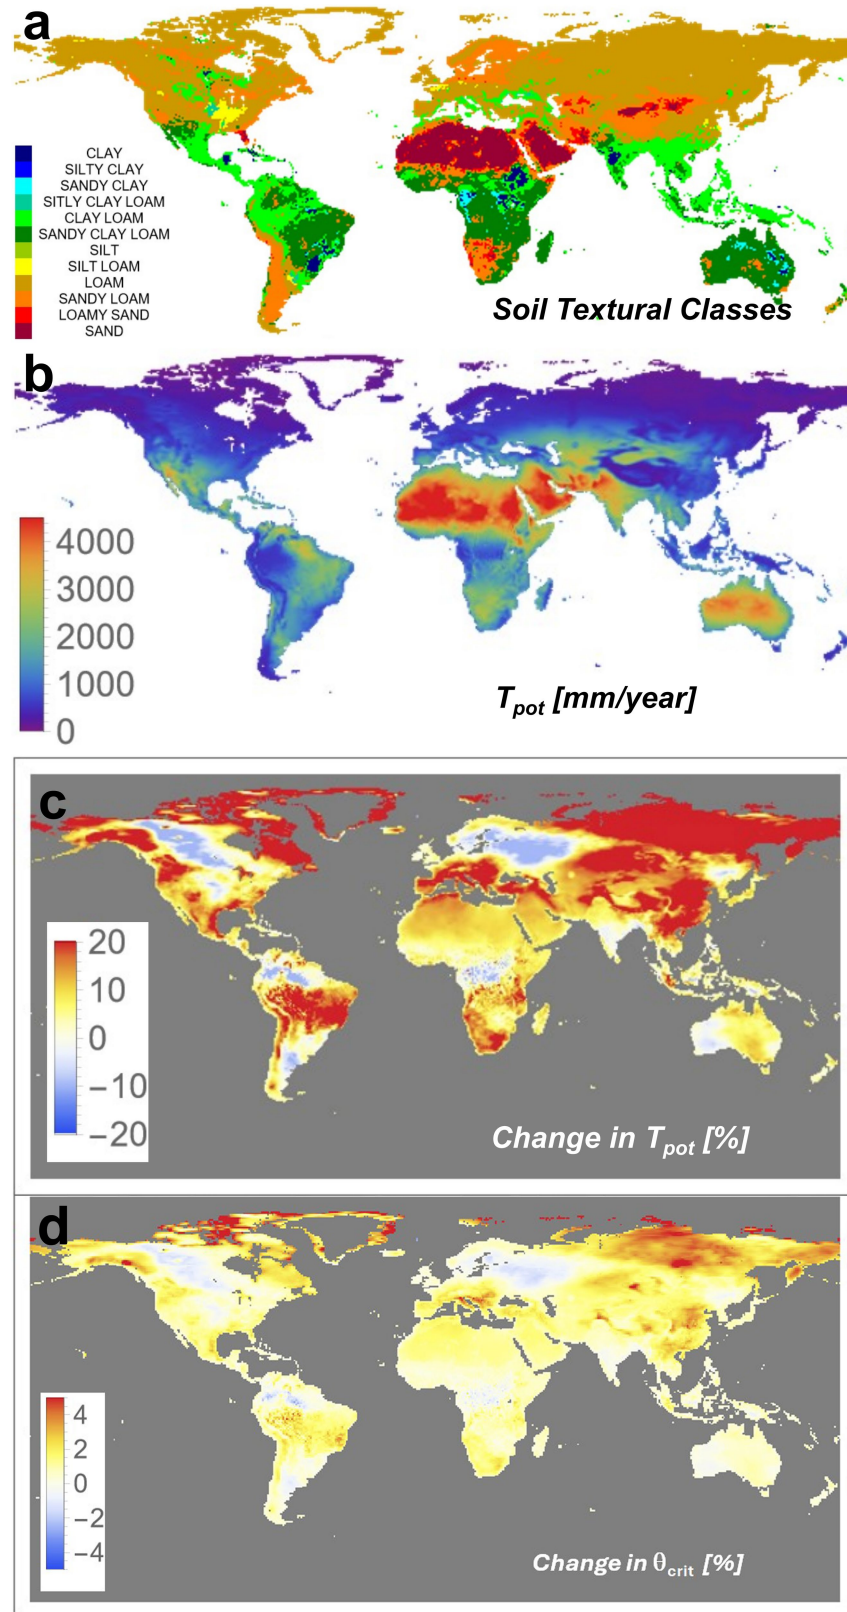 a
CLAY
SILTY CLAY
SANDY CLAY
SITLY CLAY LOAM
CLAY LOAM
SANDY CLAY LOAM
SILT
SILT LOAM
LOAM
SANDY LOAM
LOAMY SAND
SAND
Soil Textural Classes
b
4000
3000
2000
1000
0
Tpot [mm/year]
c
20
10
0
−10
−20
Change in Tpot [%]
d
4
2
0
−2
−4
Change in θcrit [%]